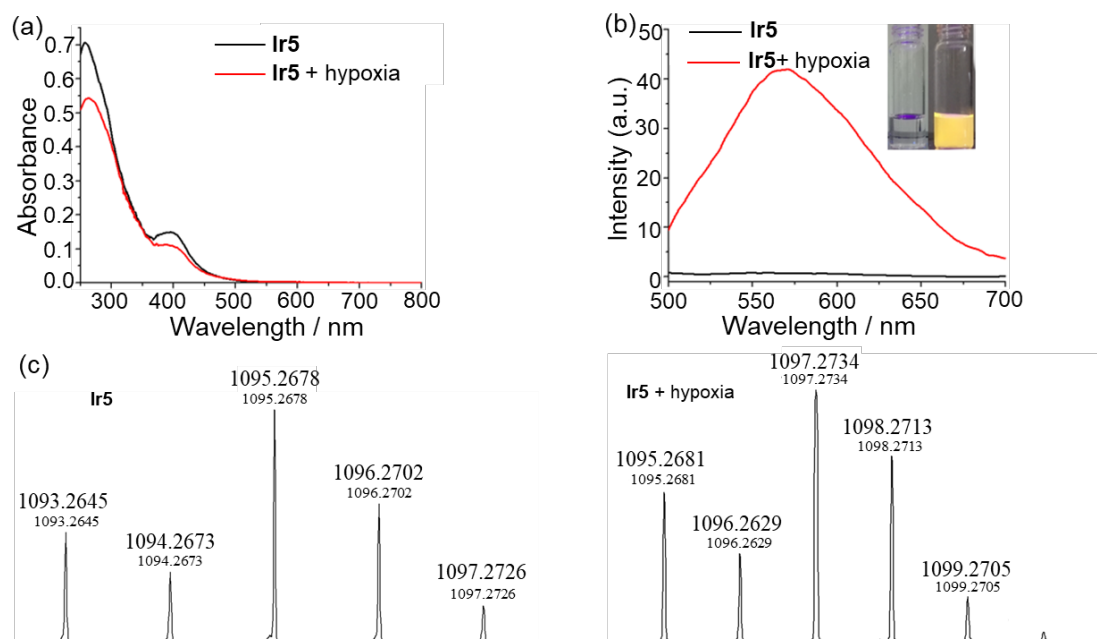 (a)
Ir5
Ir5 + hypoxia
0.7
0.6
0.5
0.4
0.3
0.2
0.1
0.0
Absorbance
300 400 500 600 700 800
Wavelength / nm
(b)
Ir5
Ir5+ hypoxia
50
40
30
20
10
0
Intensity (a.u.)
500 550 600 650 700
Wavelength / nm
(c)
Ir5
1093.2645
1093.2645
1094.2673
1094.2673
1095.2678
1095.2678
1096.2702
1096.2702
1097.2726
1097.2726
Ir5 + hypoxia
1095.2681
1095.2681
1096.2629
1096.2629
1097.2734
1097.2734
1098.2713
1098.2713
1099.2705
1099.2705